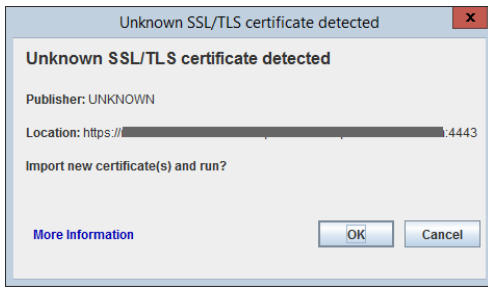 Unknown SSL/TLS certificate detected
x
Unknown SSL/TLS certificate detected
Publisher: UNKNOWN
Location: https:// :4443
Import new certificate(s) and run?
More Information
OK
Cancel